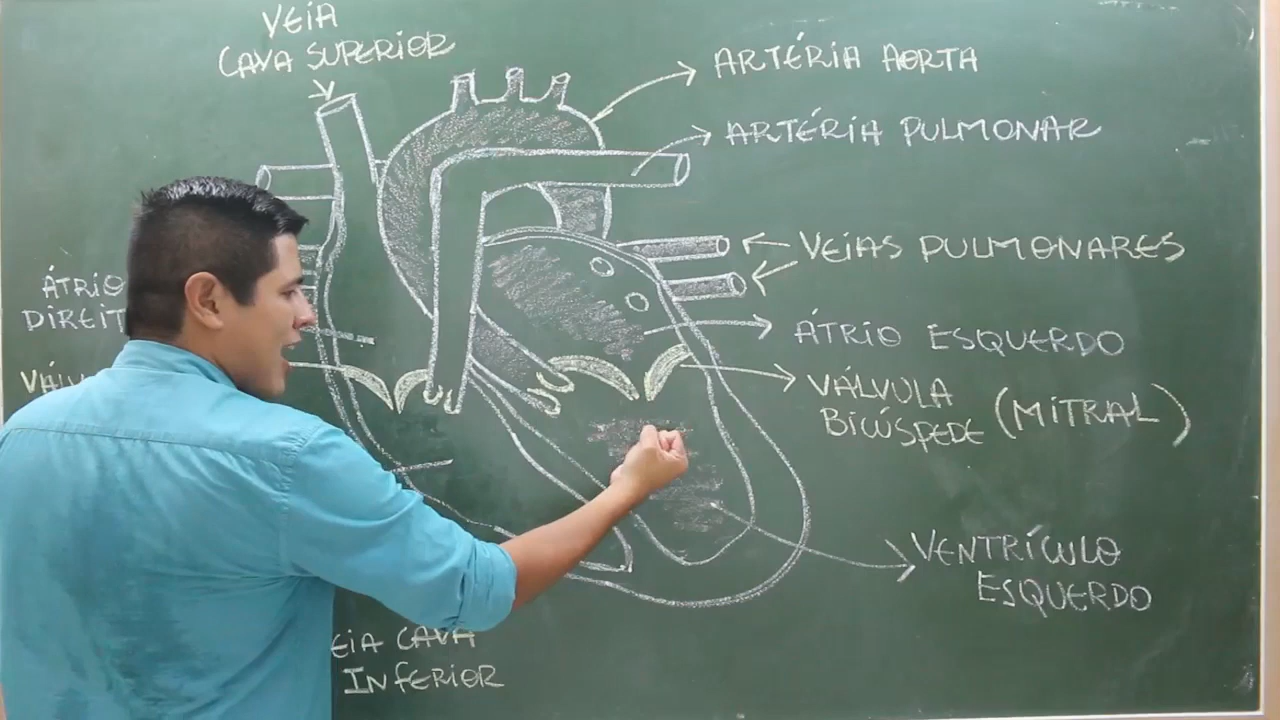 VEIA
CAVA SUPERIOR
ARTÉRIA AORTA
ARTÉRIA PULMONAR
VEIAS PULMONARES
ÁTRIO
DIREIT
ÁTRIO ESQUERDO
VÁLV
VÁLVULA
BICÚSPEDE (MITRAL)
VENTRÍCULO
ESQUERDO
EIA CAVA
INFERIOR